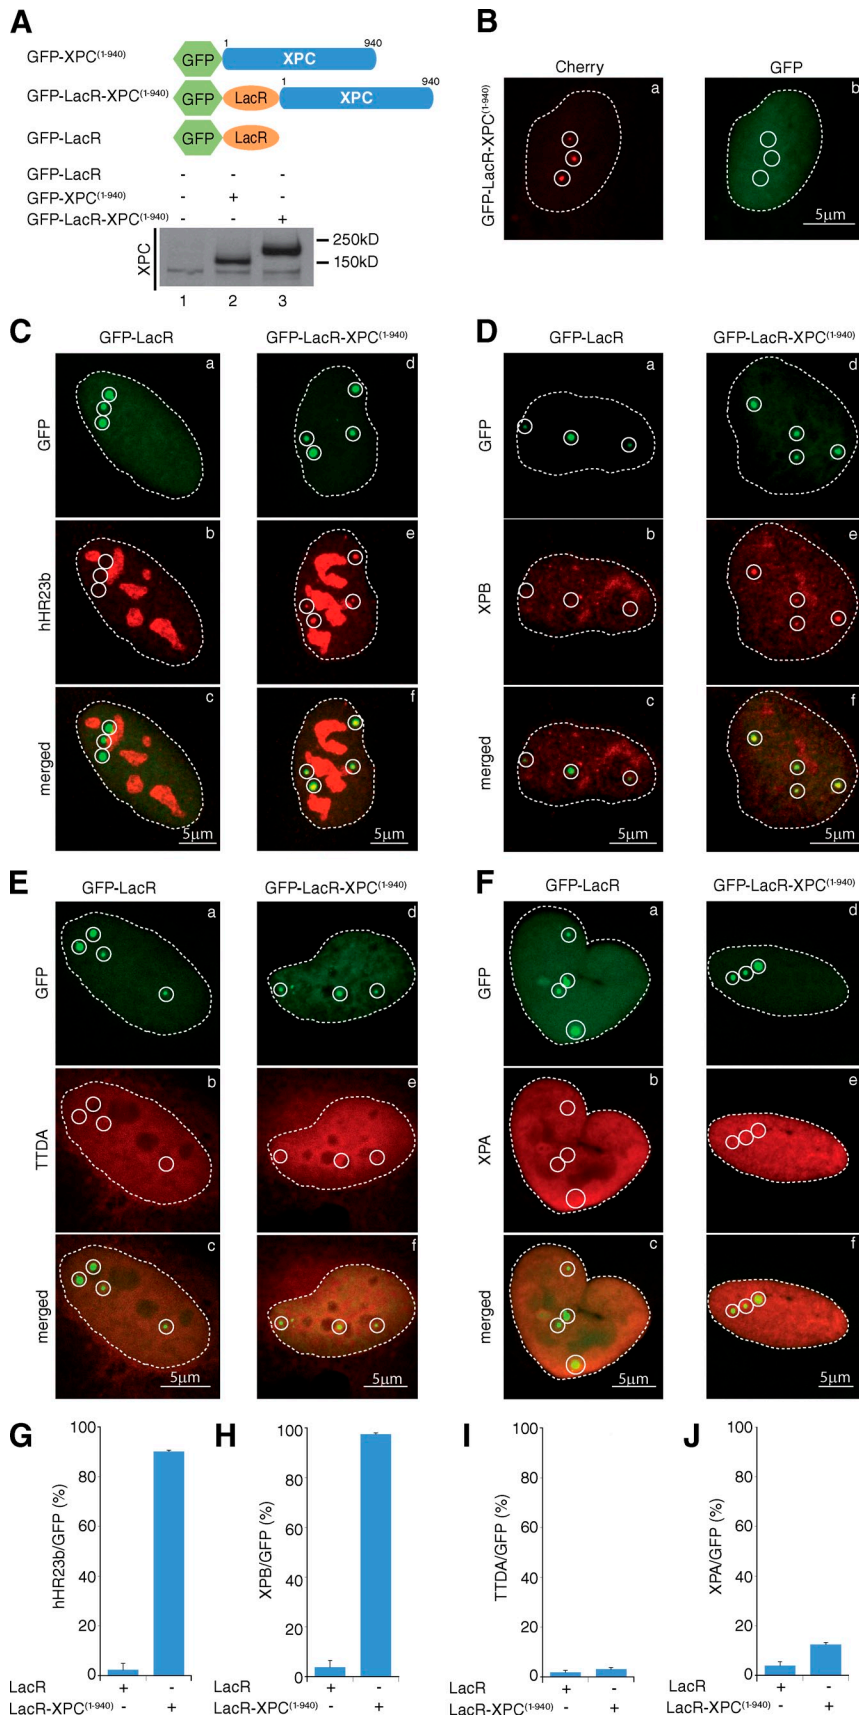 A
GFP-XPC(1-940)
GFP
1
XPC
940
GFP-LacR-XPC(1-940)
GFP
LacR
1
XPC
940
GFP-LacR
GFP
LacR
GFP-LacR - - -
GFP-XPC(1-940) - + -
GFP-LacR-XPC(1-940) - - +
XPC
250kD
150kD
1 2 3
B
Cherry
GFP
GFP-LacR-XPC(1-940)
a
b
5μm
C
GFP-LacR
GFP-LacR-XPC(1-940)
GFP
a
d
hHR23b
b
e
merged
c
f
5μm
5μm
D
GFP-LacR
GFP-LacR-XPC(1-940)
GFP
a
d
XPB
b
e
merged
c
f
5μm
5μm
E
GFP-LacR
GFP-LacR-XPC(1-940)
GFP
a
d
TTDA
b
e
merged
c
f
5μm
5μm
F
GFP-LacR
GFP-LacR-XPC(1-940)
GFP
a
d
XPA
b
e
merged
c
f
5μm
5μm
G
hHR23b/GFP (%)
100
80
60
40
20
0
LacR + -
LacR-XPC(1-940) - +
H
XPB/GFP (%)
100
80
60
40
20
0
+ -
- +
I
TTDA/GFP (%)
100
80
60
40
20
0
LacR + -
LacR-XPC(1-940) - +
J
XPA/GFP (%)
100
80
60
40
20
0
LacR + -
LacR-XPC(1-940) - +